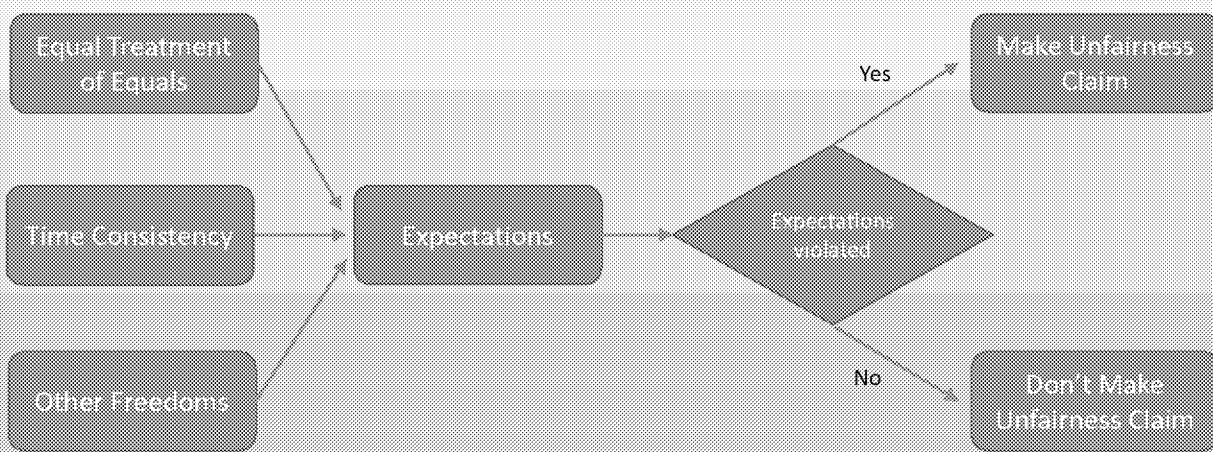 Equal Treatment
of Equals
Time Consistency
Other Freedoms
Expectations
Expectations
violated
Yes
No
Make Unfairness
Claim
Don't Make
Unfairness Claim